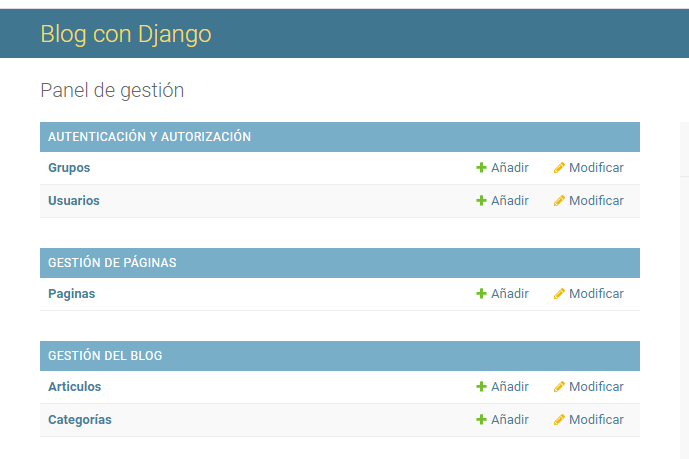 Blog con Django
Panel de gestión
AUTENTICACIÓN Y AUTORIZACIÓN
Grupos Añadir Modificar
Usuarios Añadir Modificar
GESTIÓN DE PÁGINAS
Paginas Añadir Modificar
GESTIÓN DEL BLOG
Articulos Añadir Modificar
Categorías Añadir Modificar